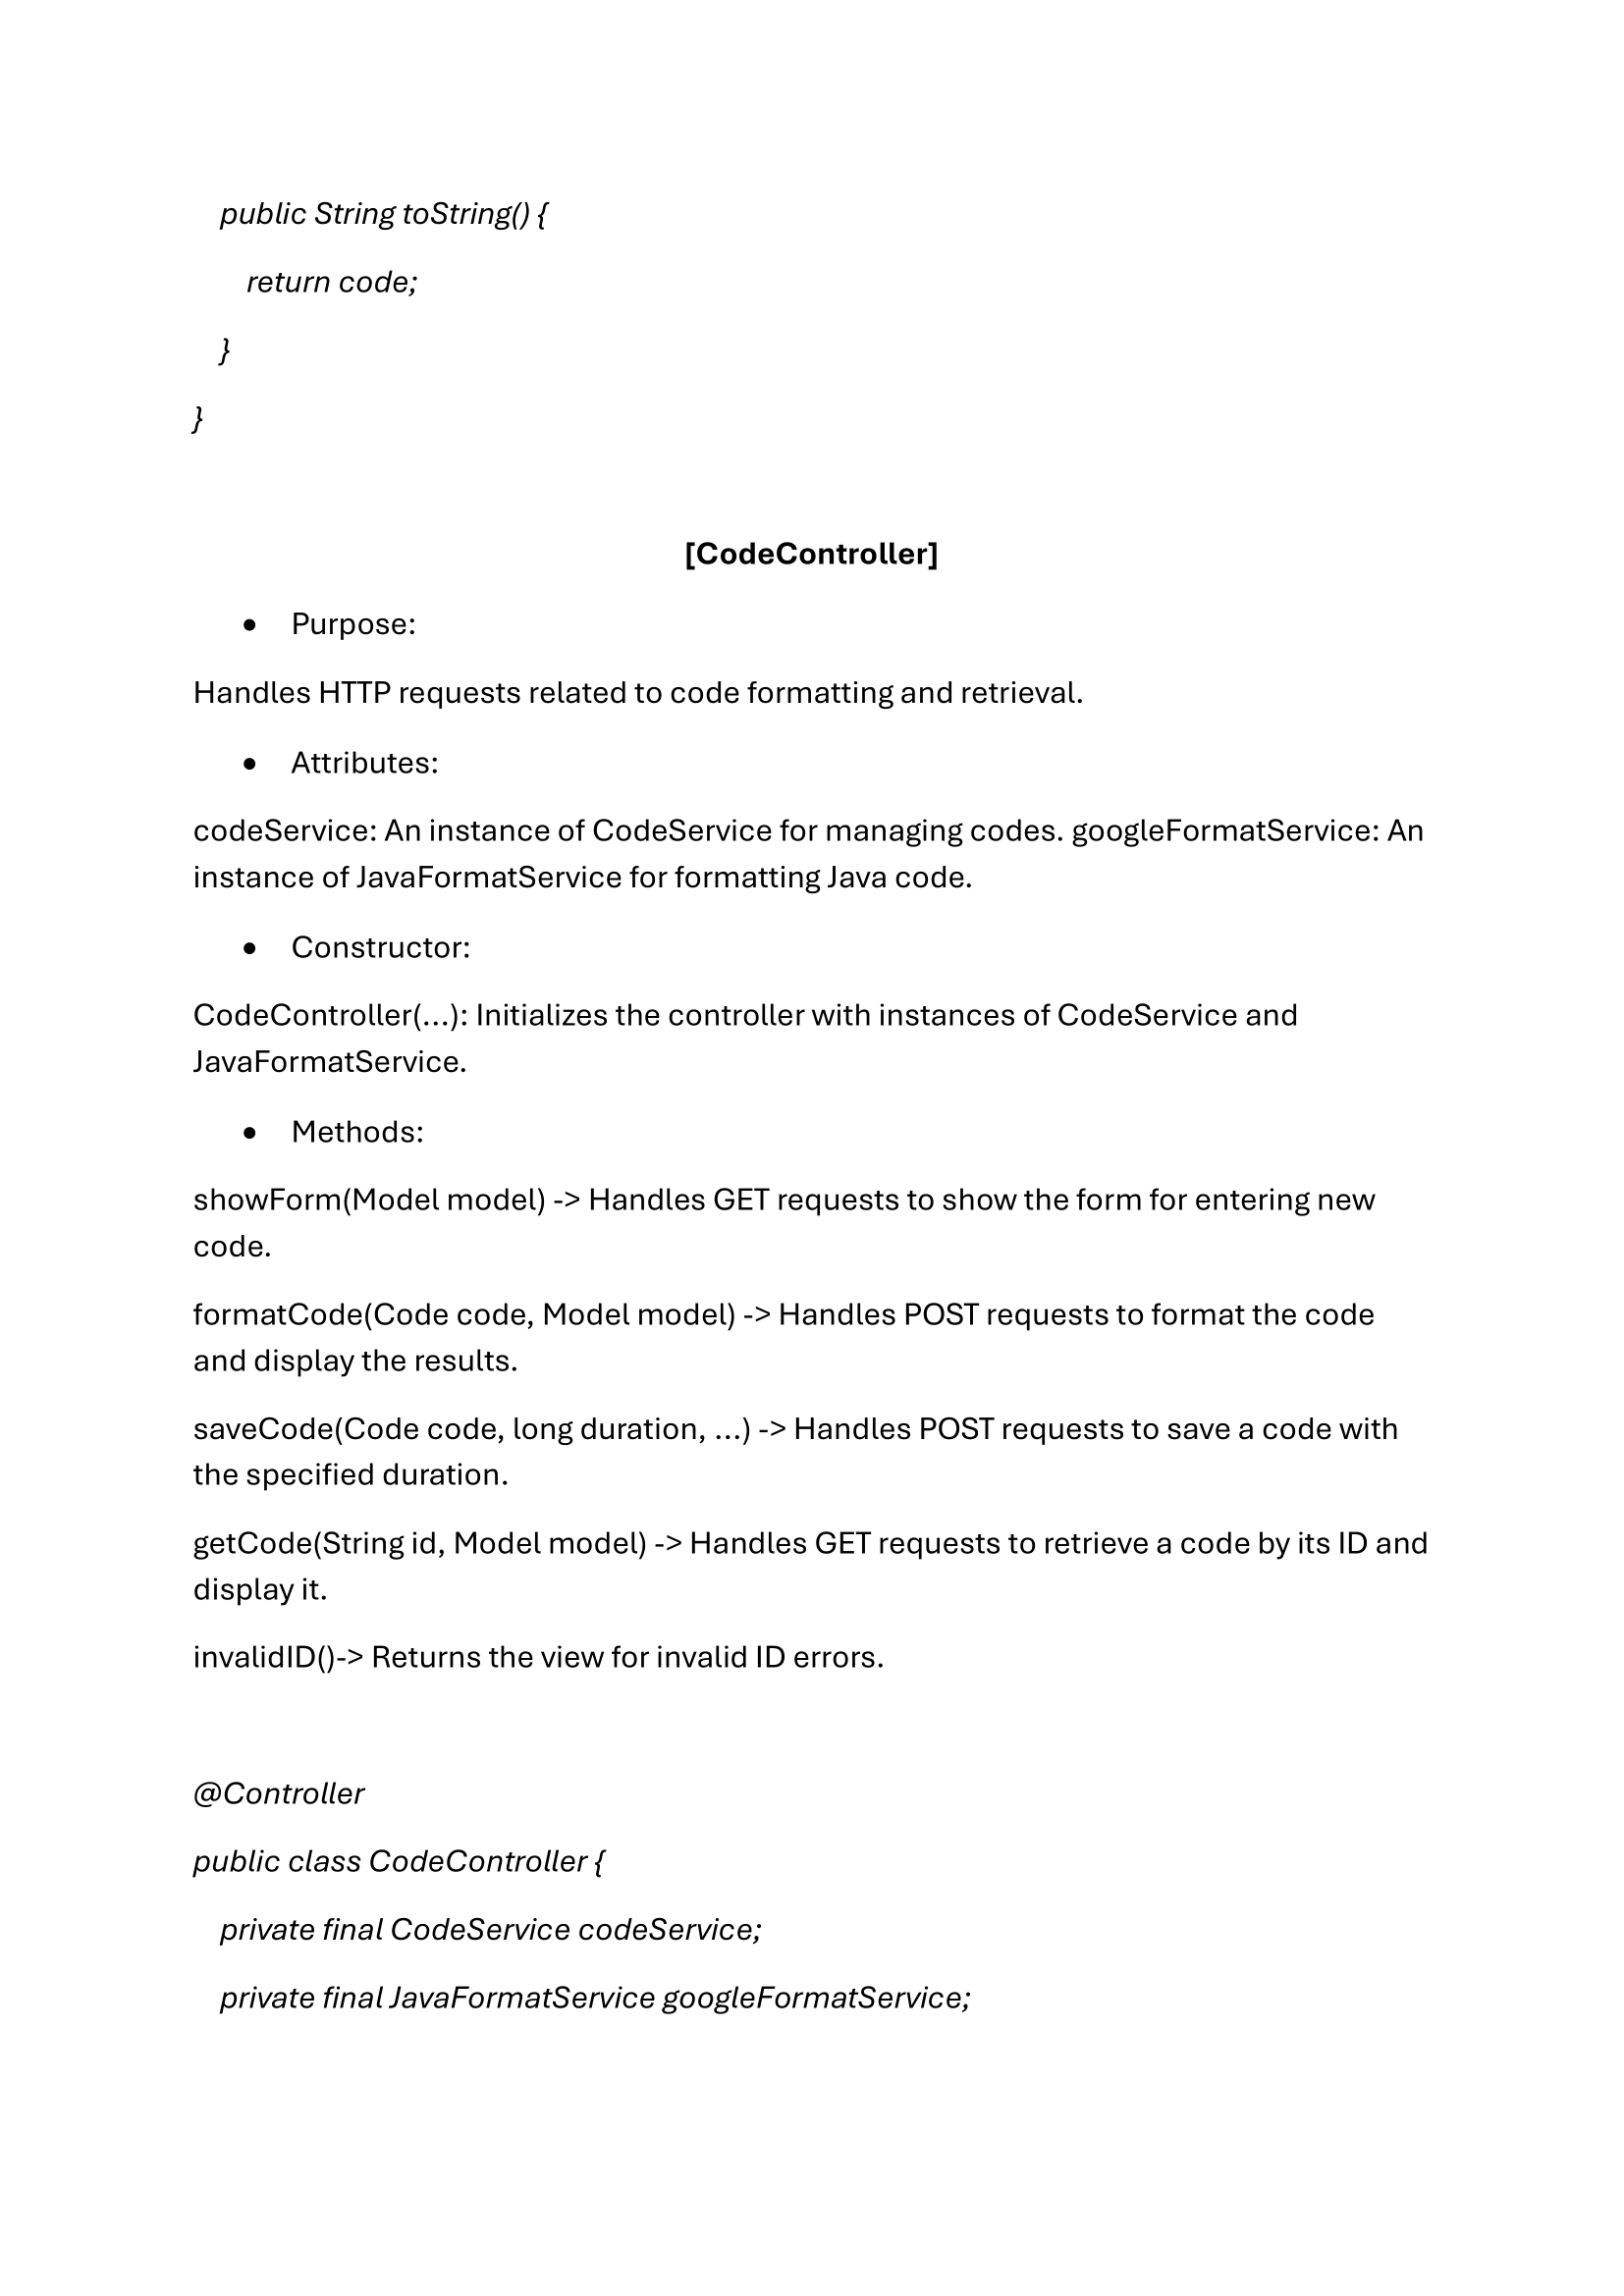 public String toString() {
return code;
}
}
[CodeController]
• Purpose:
Handles HTTP requests related to code formatting and retrieval.
• Attributes:
codeService: An instance of CodeService for managing codes. googleFormatService: An
instance of JavaFormatService for formatting Java code.
• Constructor:
CodeController(...): Initializes the controller with instances of CodeService and
JavaFormatService.
• Methods:
showForm(Model model) -> Handles GET requests to show the form for entering new
code.
formatCode(Code code, Model model) -> Handles POST requests to format the code
and display the results.
saveCode(Code code, long duration, ...) -> Handles POST requests to save a code with
the specified duration.
getCode(String id, Model model) -> Handles GET requests to retrieve a code by its ID and
display it.
invalidID()-> Returns the view for invalid ID errors.
@Controller
public class CodeController {
private final CodeService codeService;
private final JavaFormatService googleFormatService;